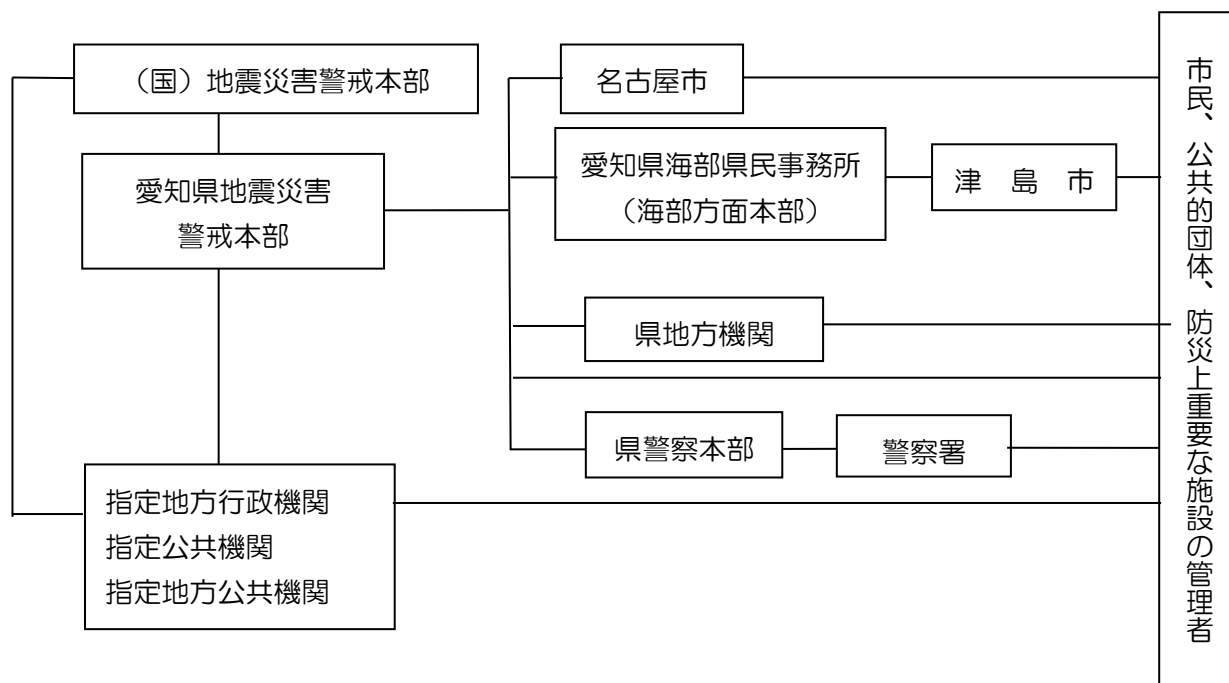 （国）地震災害警戒本部
愛知県地震災害
警戒本部
指定地方行政機関
指定公共機関
指定地方公共機関
名古屋市
愛知県海部県民事務所
（海部方面本部）
津　島　市
県地方機関
県警察本部
警察署
市民、公共的団体、防災上重要な施設の管理者